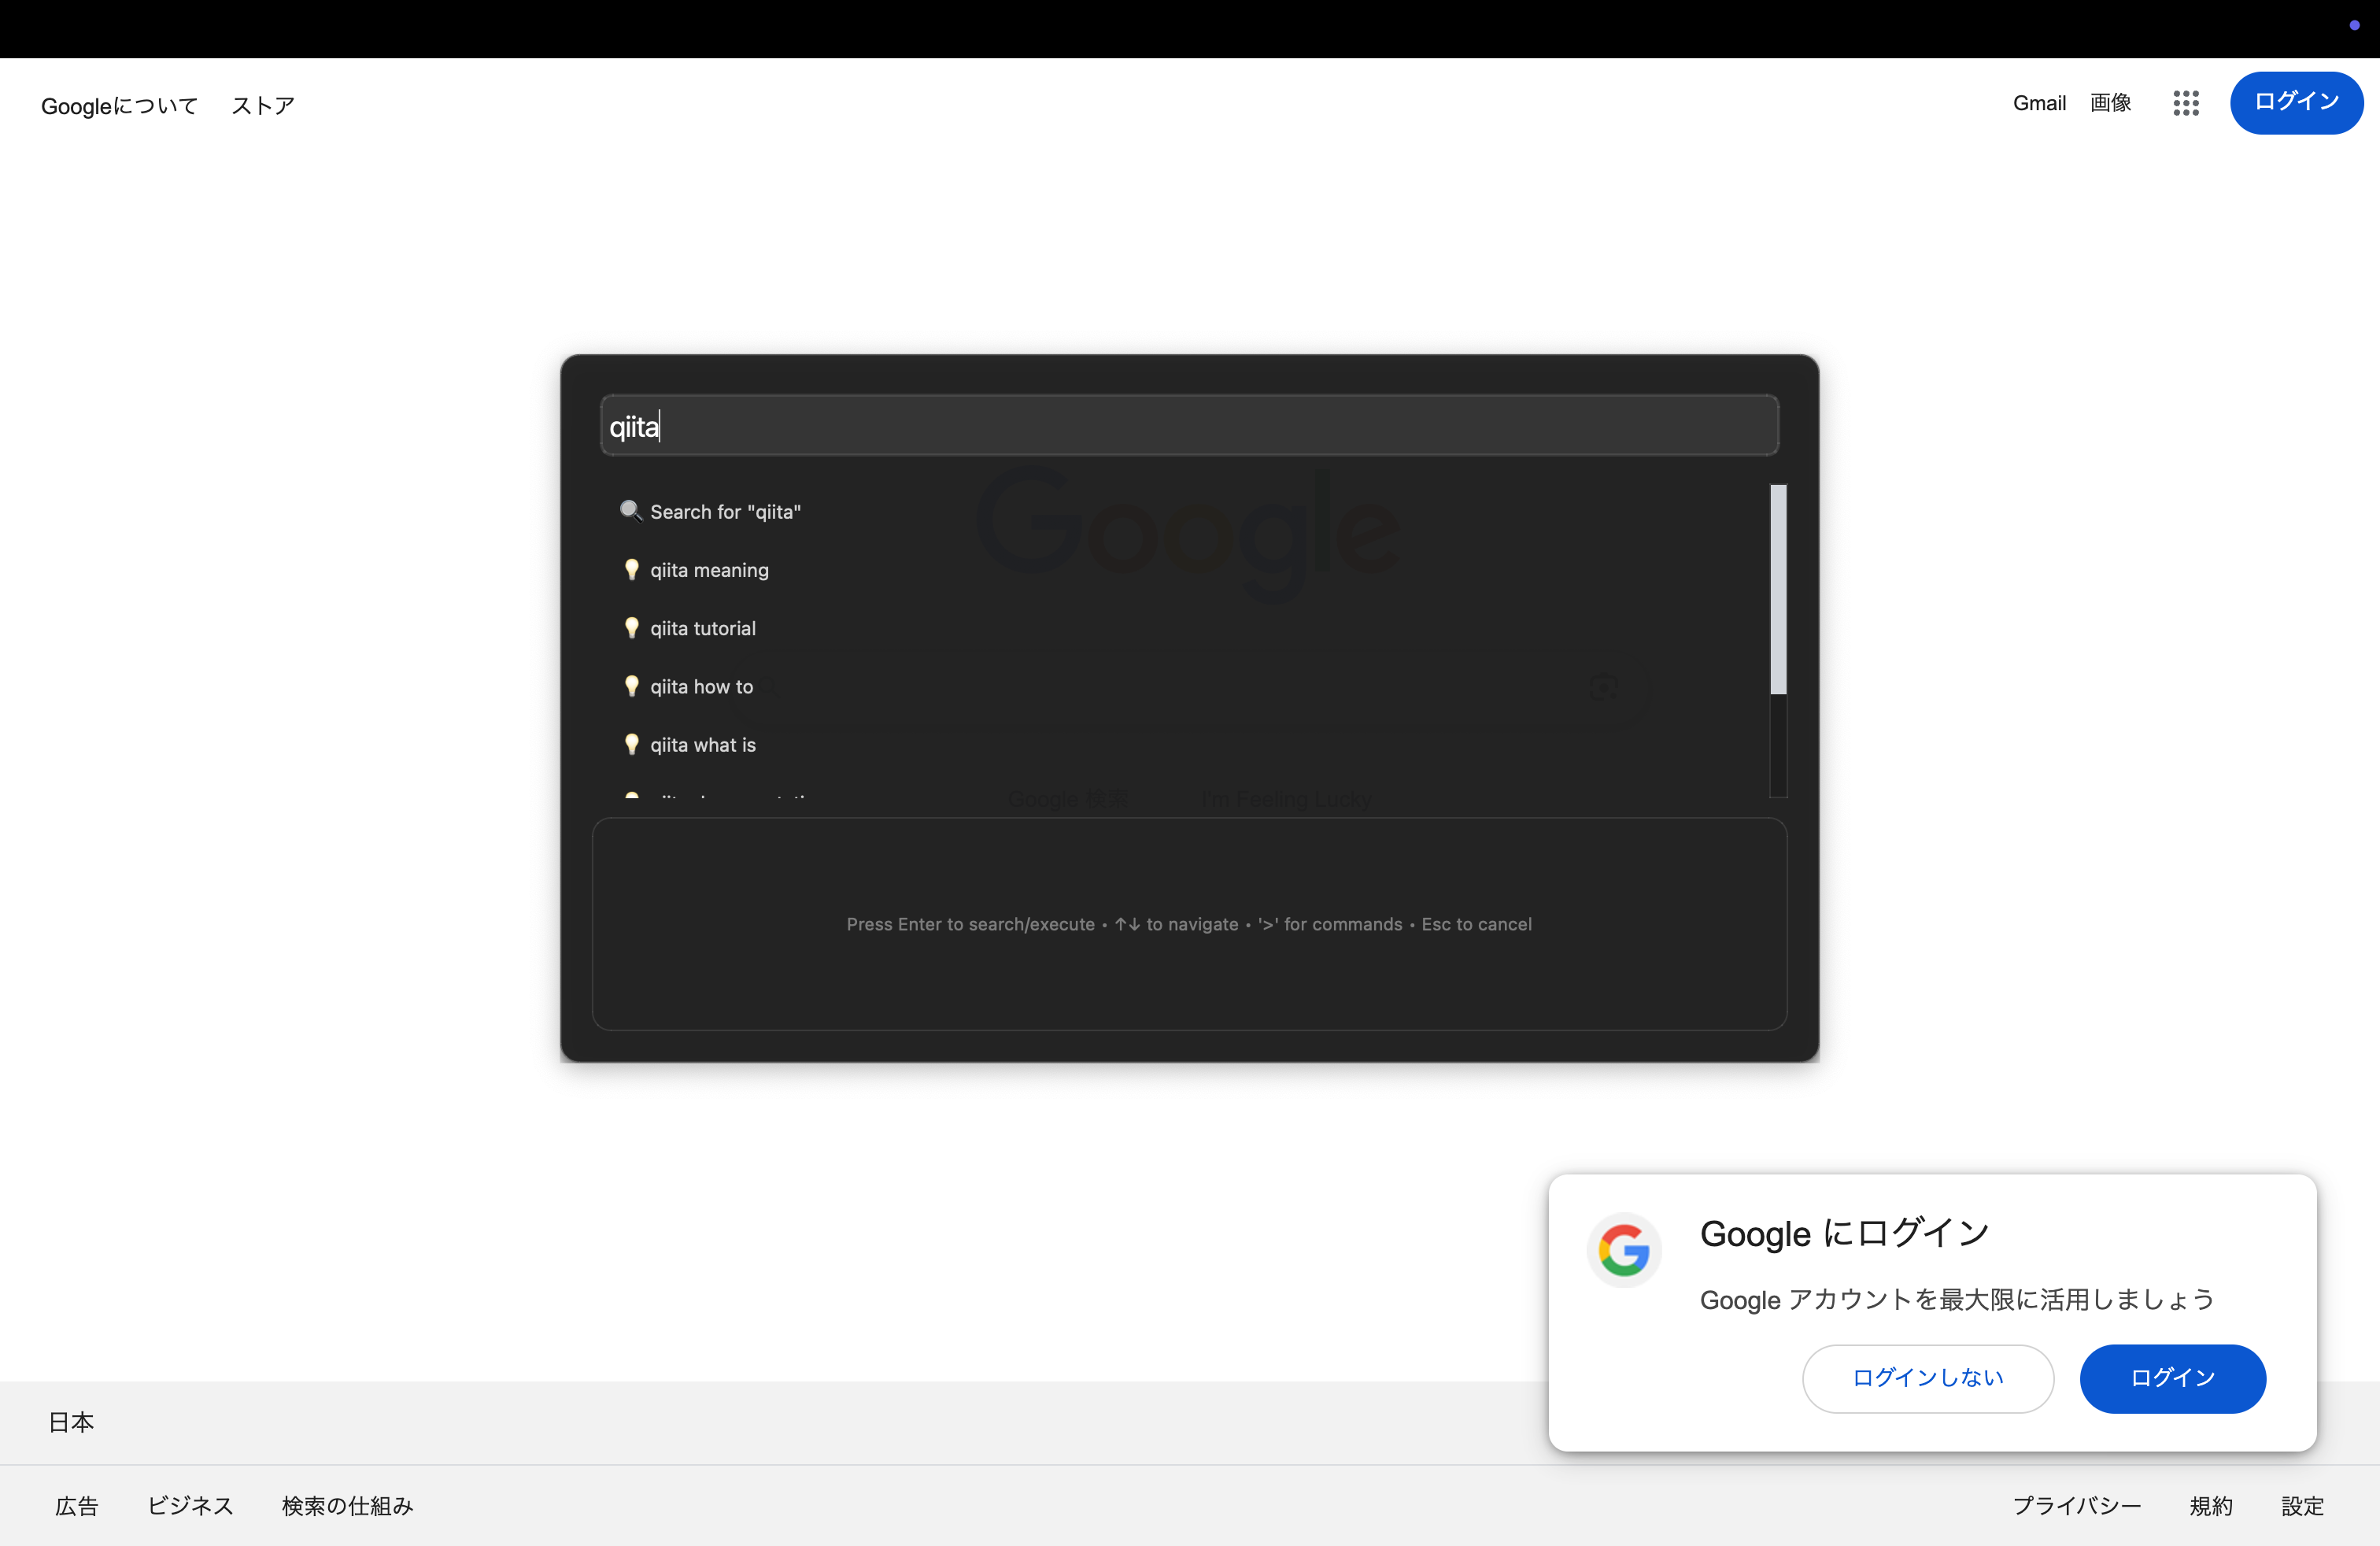 Googleについて ストア
Gmail 画像 ログイン
qiita
Google
Search for "qiita"
qiita meaning
qiita tutorial
qiita how to
qiita what is
Google 検索 I'm Feeling Lucky
Press Enter to search/execute • ↑↓ to navigate • '>' for commands • Esc to cancel
Google にログイン
Google アカウントを最大限に活用しましょう
ログインしない ログイン
日本
広告 ビジネス 検索の仕組み
プライバシー 規約 設定